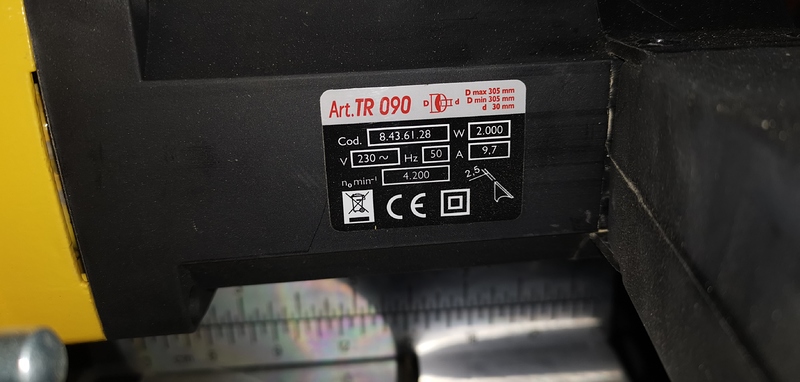 Art.TR 090 D d
D max 305 mm
D min 305 mm
d 30 mm
Cod. 8.43.61.28 W 2.000
V 230 ~ Hz 50 A 9,7
n₀ min⁻¹ 4.200 2,5
CE